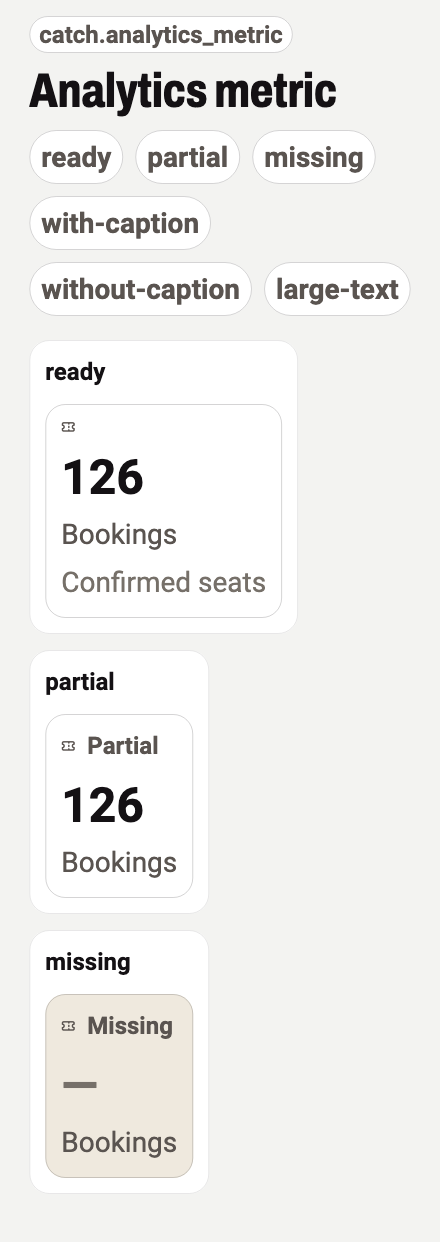 catch.analytics_metric
Analytics metric
ready partial missing
with-caption
without-caption large-text
ready
126
Bookings
Confirmed seats
partial
Partial
126
Bookings
missing
Missing
—
Bookings